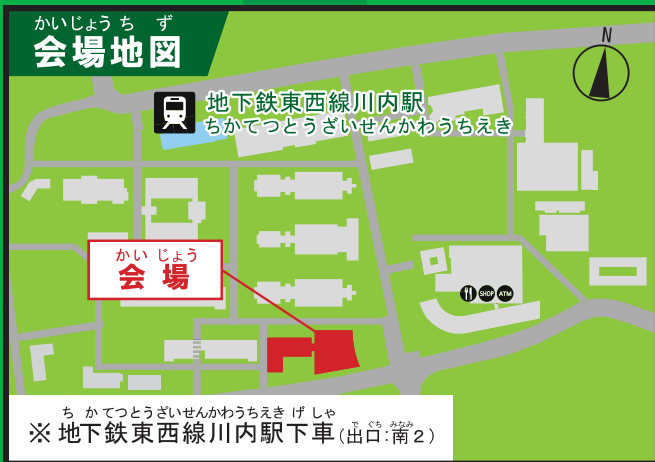 かいじょうちず
会場地図
N
地下鉄東西線川内駅
ちかてつとうざいせんかわうちえき
かいじょう
会場
SHOP ATM
ちかてつとうざいせんかわうちえきげしゃ
でぐち みなみ
※地下鉄東西線川内駅下車(出口:南2)